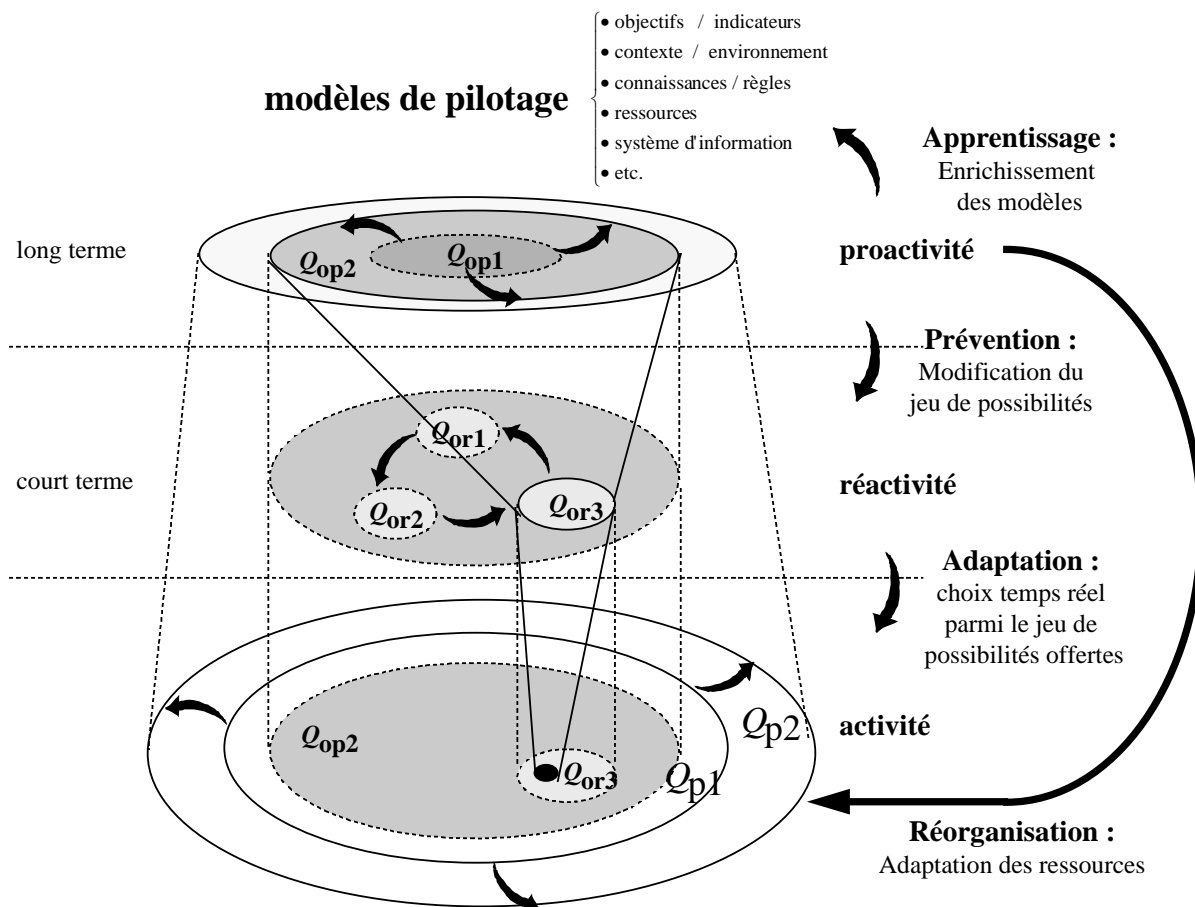 modèles de pilotage
• objectifs / indicateurs
• contexte / environnement
• connaissances / règles
• ressources
• système d'information
• etc.
Apprentissage :
Enrichissement
des modèles
long terme
Qop2
Qop1
proactivité
Prévention :
Modification du
jeu de possibilités
court terme
Qor1
Qor2
Qor3
réactivité
Adaptation :
choix temps réel
parmi le jeu de
possibilités offertes
Qop2
Qor3
Qp1
Qp2
activité
Réorganisation :
Adaptation des ressources